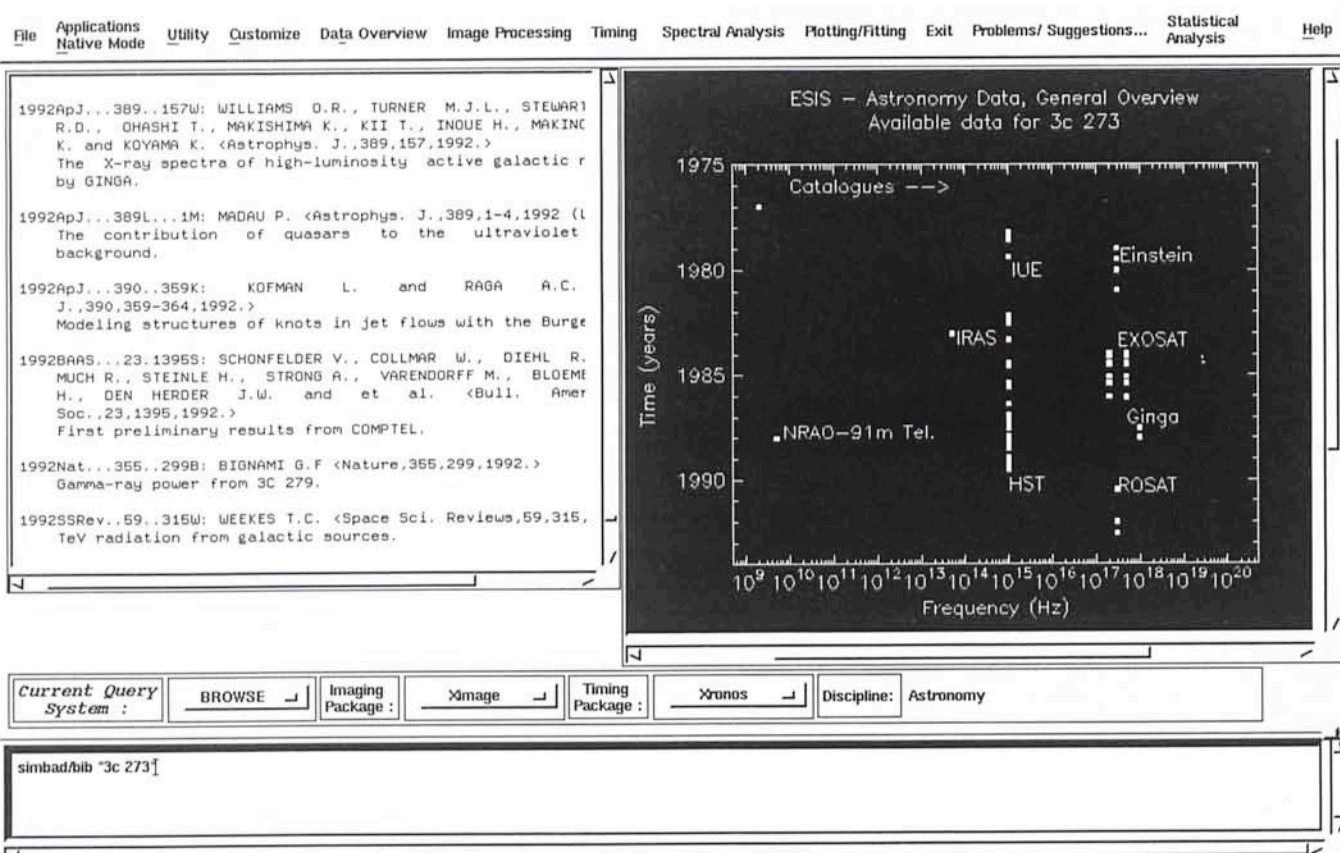 File Applications Native Mode Utility Customize Data Overview Image Processing Timing Spectral Analysis Plotting/Fitting Exit Problems/ Suggestions... Statistical Analysis Help
1992ApJ...389..157W: WILLIAMS O.R., TURNER M.J.L., STEWART
R.D., OHASHI T., MAKISHIMA K., KII T., INOUE H., MAKINO
K. and KOYAMA K. <Astrophys. J.,389,157,1992.>
The X-ray spectra of high-luminosity active galactic
by GINGA.
1992ApJ...389L...1M: MADAU P. <Astrophys. J.,389,1-4,1992 (L
The contribution of quasars to the ultraviolet
background.
1992ApJ...390..359K: KOFMAN L. and RAGA A.C.
J.,390,359-364,1992.>
Modeling structures of knots in jet flows with the Burge
1992BAAS...23.1395S: SCHONFELDER V., COLLMAR W., DIEHL R.
MUCH R., STEINLE H., STRONG A., VARENDORFF M., BLOEME
H., DEN HERDER J.W. and et al. <Bull. Amer
Soc.,23,1395,1992.>
First preliminary results from COMPTEL.
1992Nat...355..299B: BIGNAMI G.F <Nature,355,299,1992.>
Gamma-ray power from 3C 279.
1992SSRev..59..315W: WEEKES T.C. <Space Sci. Reviews,59,315,
TeV radiation from galactic sources.
ESIS - Astronomy Data, General Overview
Available data for 3c 273
Catalogues -->
1975
1980
1985
1990
Time (years)
IUE
Einstein
IRAS
EXOSAT
Ginga
NRAO-91m Tel.
HST
ROSAT
10⁹ 10¹⁰ 10¹¹ 10¹² 10¹³ 10¹⁴ 10¹⁵ 10¹⁶ 10¹⁷ 10¹⁸ 10¹⁹ 10²⁰
Frequency (Hz)
Current Query System : BROWSE Imaging Package : Ximage Timing Package : Xronos Discipline: Astronomy
simbad/bib "3c 273"